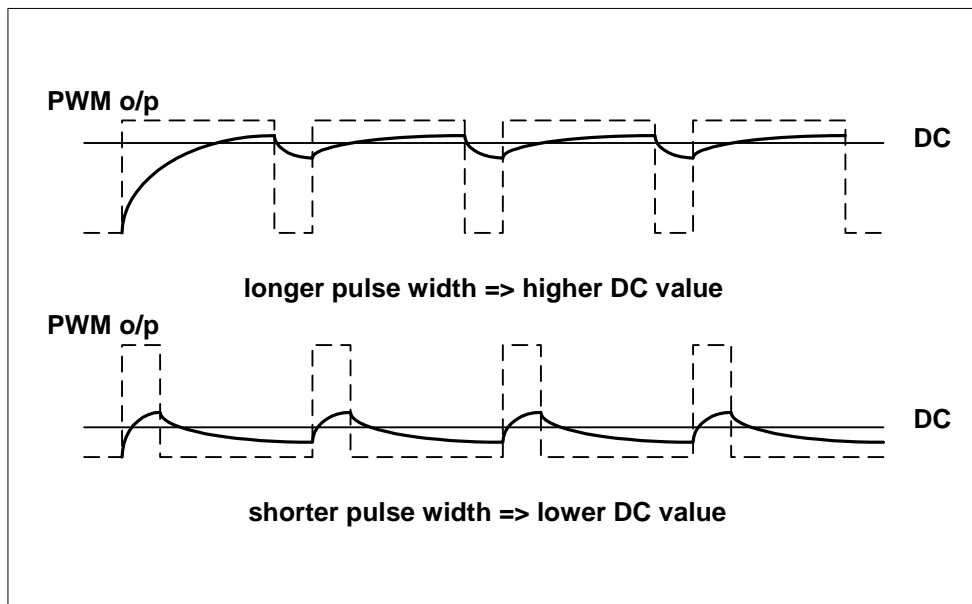 PWM o/p
DC
longer pulse width => higher DC value
PWM o/p
DC
shorter pulse width => lower DC value